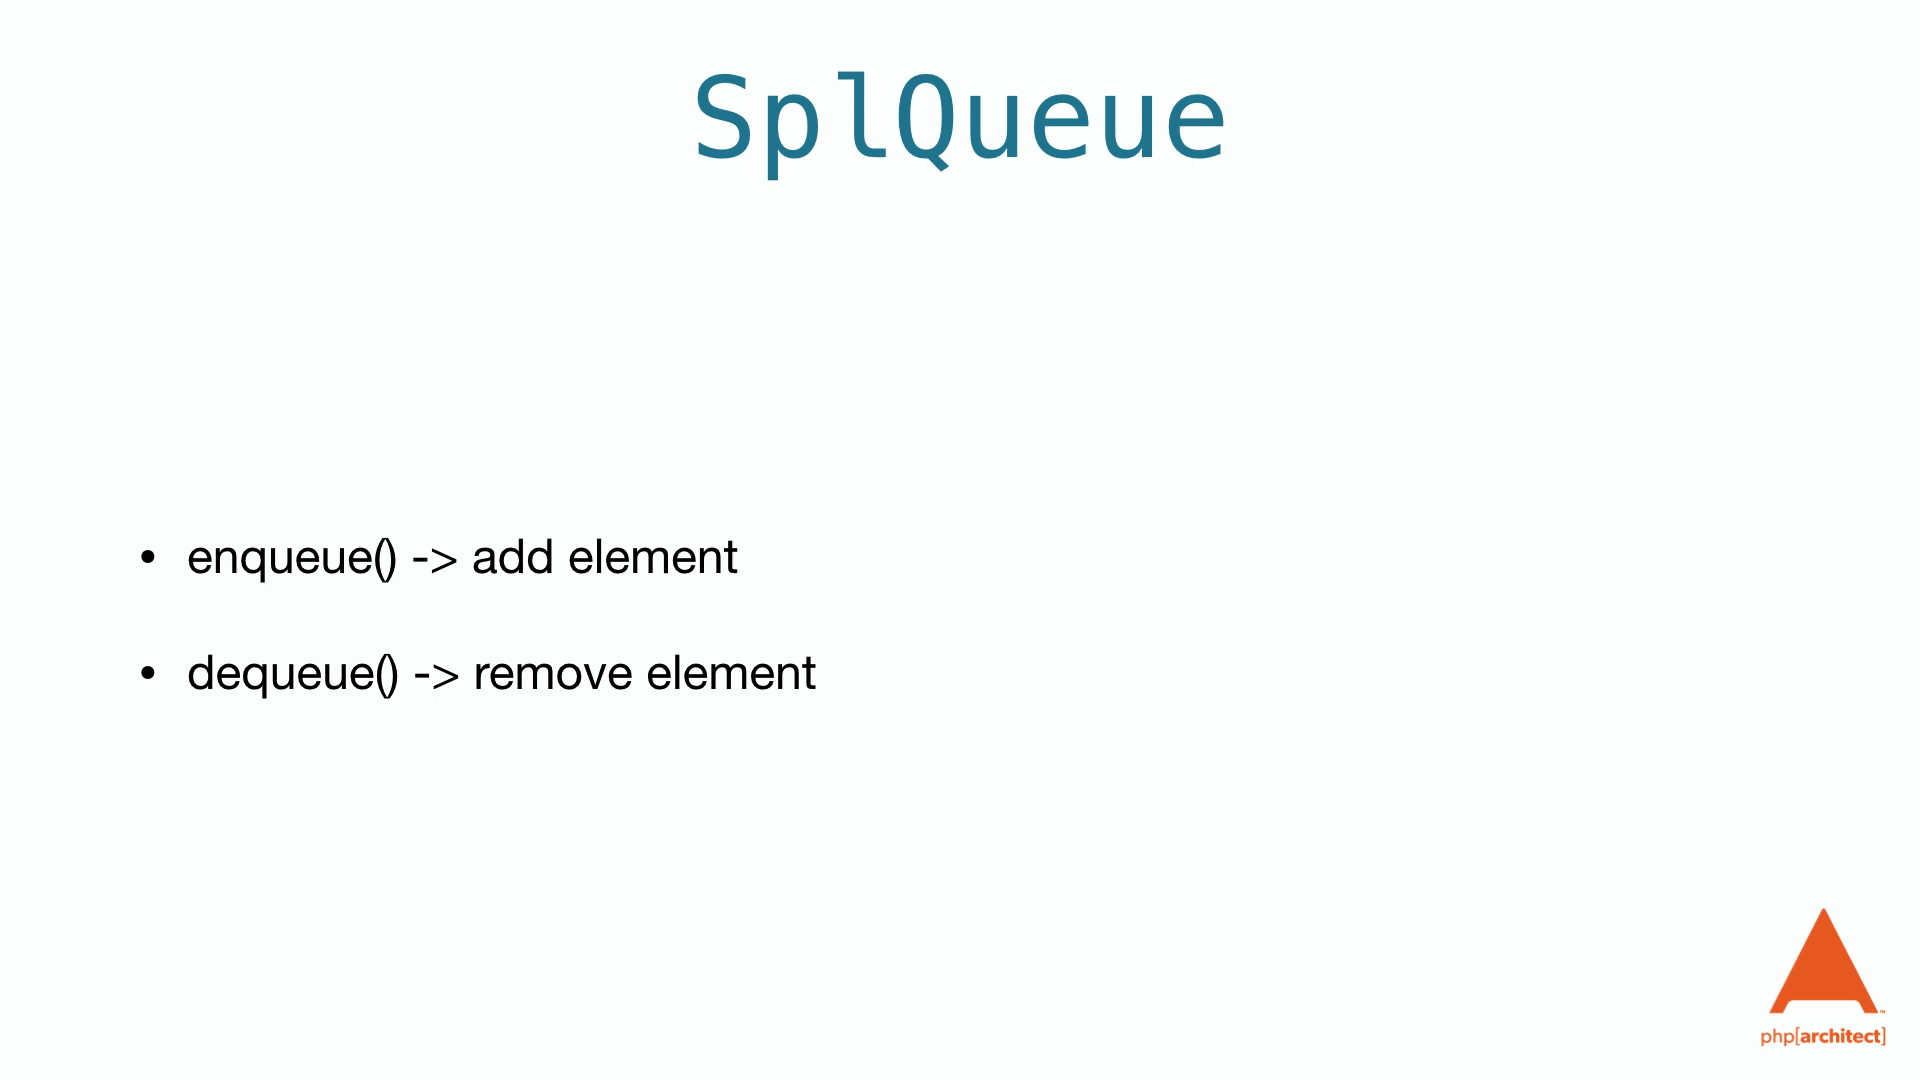 SplQueue
• enqueue() -> add element
• dequeue() -> remove element
php[architect]